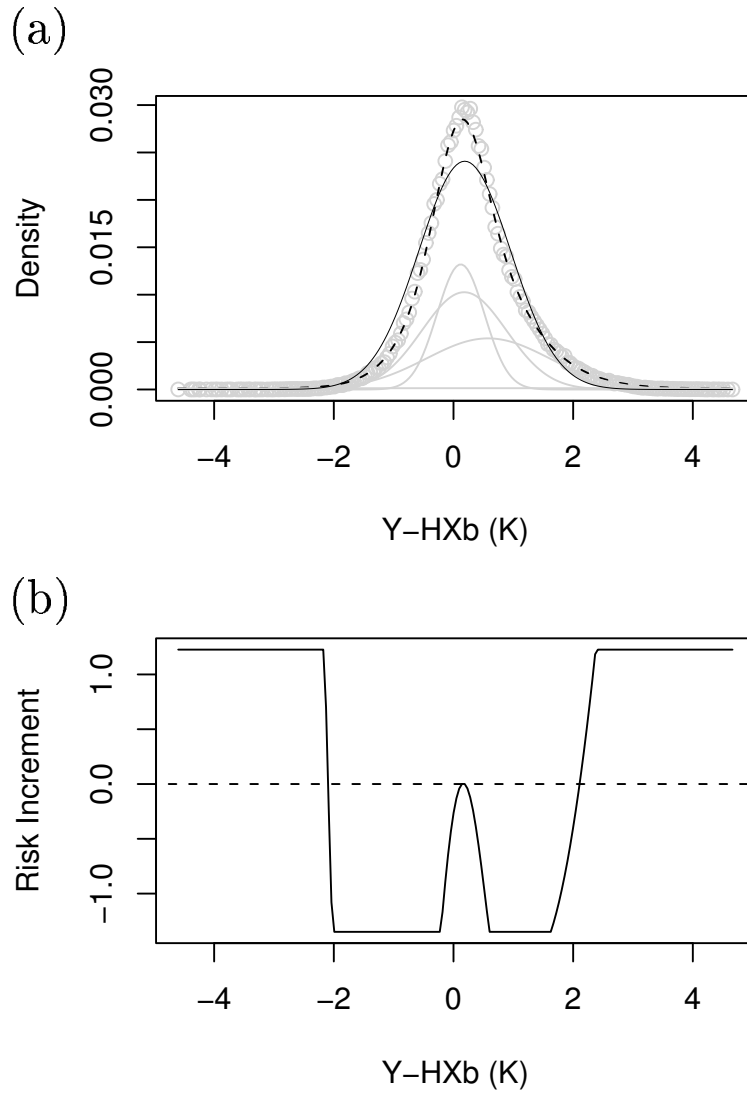 (a)
0.030
0.015
0.000
Density
−4 −2 0 2 4
Y−HXb (K)
(b)
1.0
0.0
−1.0
Risk Increment
−4 −2 0 2 4
Y−HXb (K)